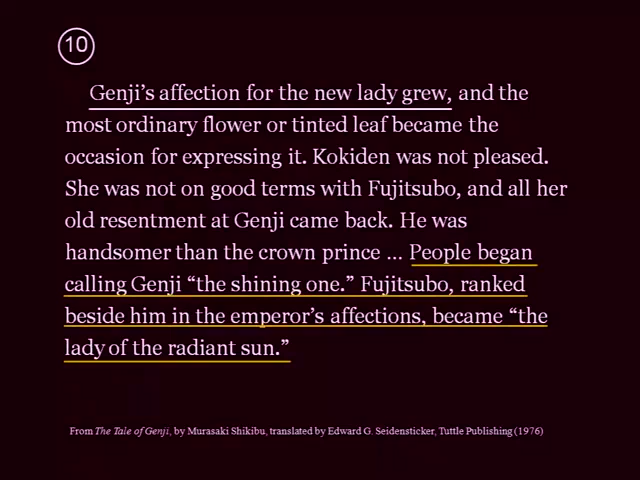 10
Genji’s affection for the new lady grew, and the
most ordinary flower or tinted leaf became the
occasion for expressing it. Kokiden was not pleased.
She was not on good terms with Fujitsubo, and all her
old resentment at Genji came back. He was
handsomer than the crown prince ... People began
calling Genji “the shining one.” Fujitsubo, ranked
beside him in the emperor’s affections, became “the
lady of the radiant sun.”
From The Tale of Genji, by Murasaki Shikibu, translated by Edward G. Seidensticker, Tuttle Publishing (1976)